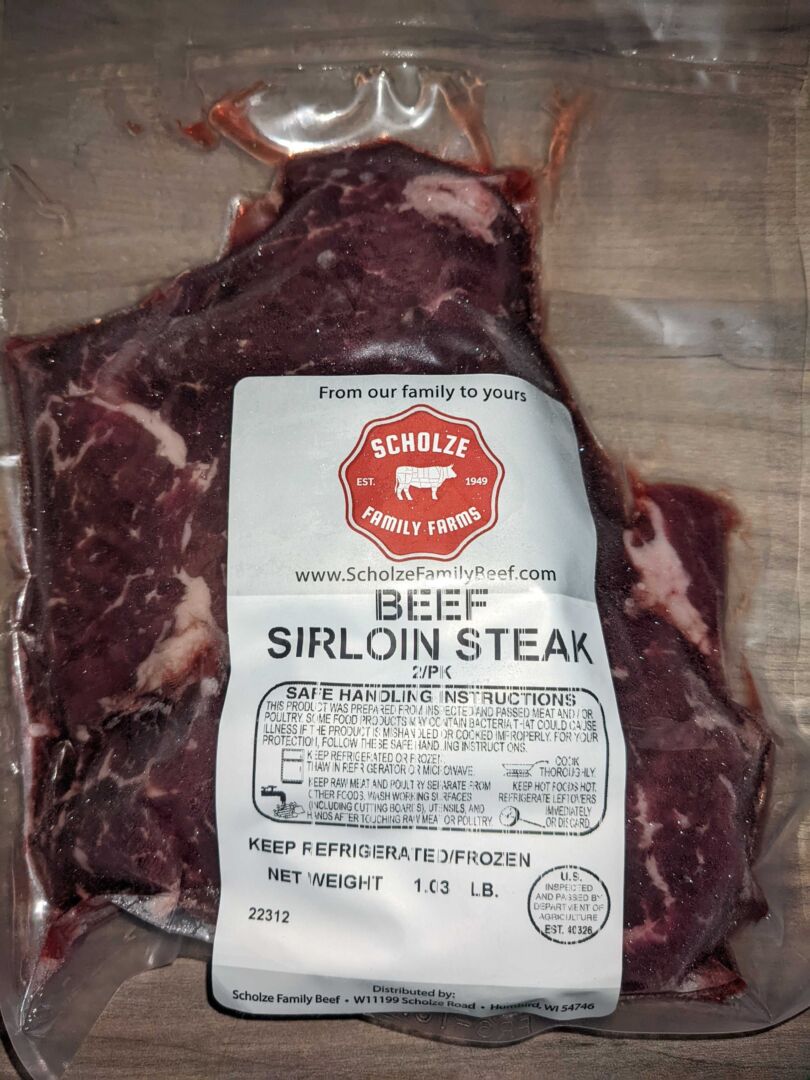 From our family to yours
SCHOLZE
EST. 1949
FAMILY FARMS
www.ScholzeFamilyBeef.com
BEEF
SIRLOIN STEAK
2/PK
SAFE HANDLING INSTRUCTIONS
THIS PRODUCT WAS PREPARED FROM INSPECTED AND PASSED MEAT AND / OR
POULTRY. SOME FOOD PRODUCTS MAY CONTAIN BACTERIA THAT COULD CAUSE
ILLNESS IF THE PRODUCT IS MISHANDLED OR COOKED IMPROPERLY. FOR YOUR
PROTECTION, FOLLOW THESE SAFE HANDLING INSTRUCTIONS.
KEEP REFRIGERATED OR FROZEN.
THAW IN REFRIGERATOR OR MICROWAVE.
KEEP RAW MEAT AND POULTRY SEPARATE FROM
OTHER FOODS. WASH WORKING SURFACES
(INCLUDING CUTTING BOARDS), UTENSILS, AND
HANDS AFTER TOUCHING RAW MEAT OR POULTRY.
COOK
THOROUGHLY.
KEEP HOT FOODS HOT.
REFRIGERATE LEFTOVERS
IMMEDIATELY
OR DISCARD.
KEEP REFRIGERATED/FROZEN
NET WEIGHT 1.03 LB.
22312
U.S.
INSPECTED
AND PASSED BY
DEPARTMENT OF
AGRICULTURE
EST. 40326
Distributed by:
Scholze Family Beef • W11199 Scholze Road • Humbird, WI 54746